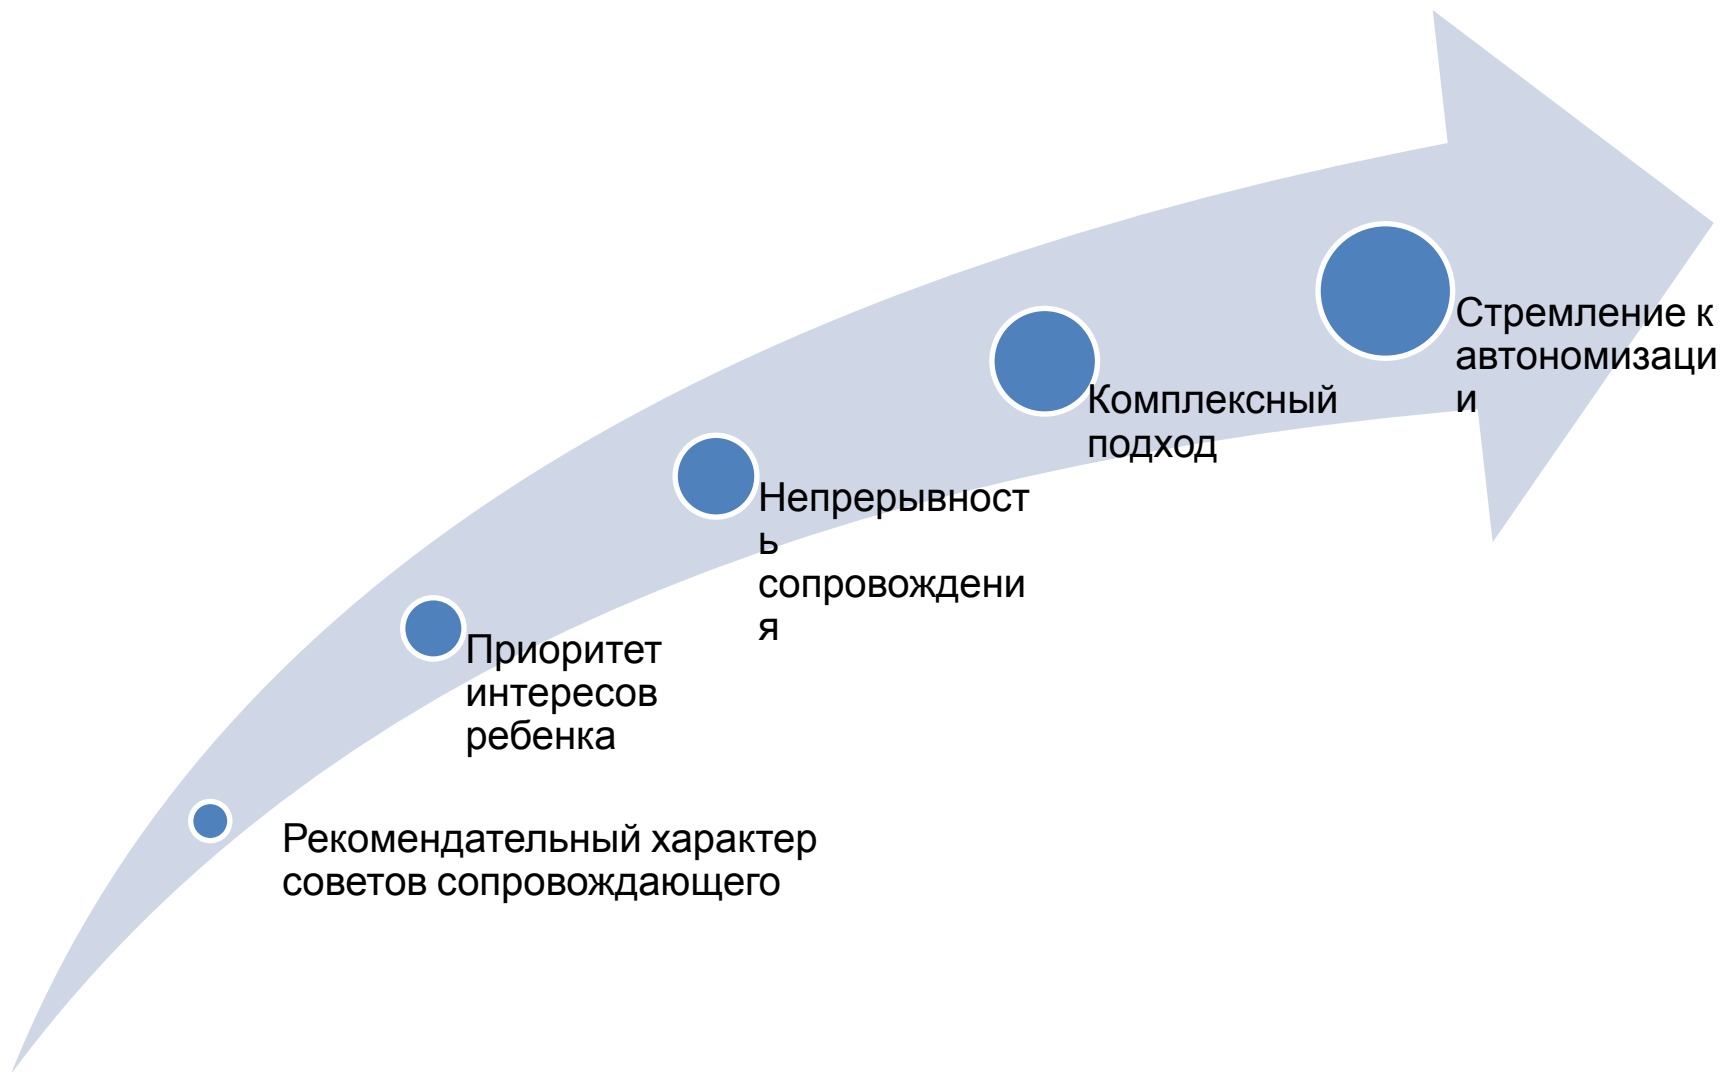 Рекомендательный характер
советов сопровождающего
Приоритет
интересов
ребенка
Непрерывност
ь
сопровождени
я
Комплексный
подход
Стремление к
автономизаци
и